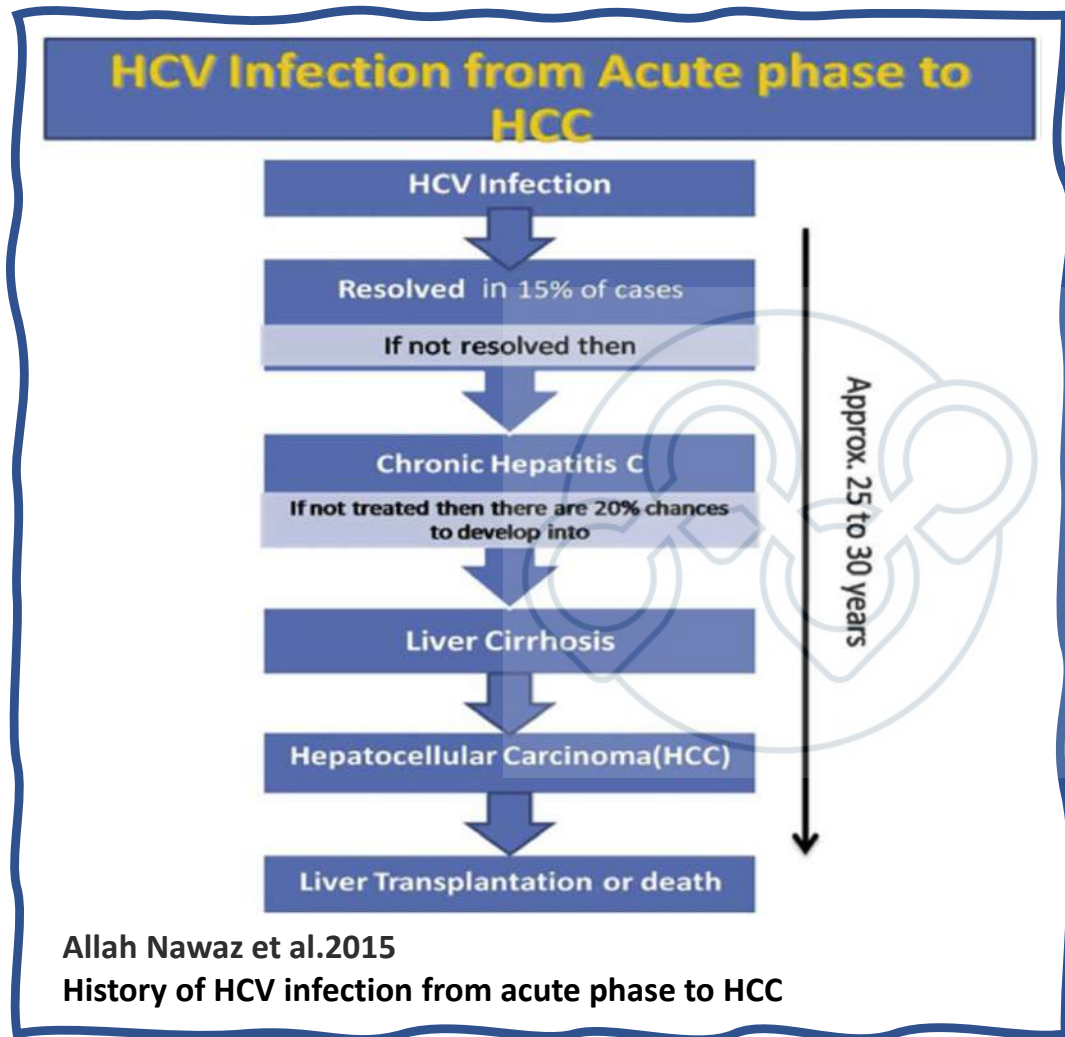 HCV Infection from Acute phase to
HCC
HCV Infection
Resolved in 15% of cases
If not resolved then
Chronic Hepatitis C
If not treated then there are 20% chances
to develop into
Liver Cirrhosis
Hepatocellular Carcinoma(HCC)
Liver Transplantation or death
Approx. 25 to 30 years
Allah Nawaz et al.2015
History of HCV infection from acute phase to HCC